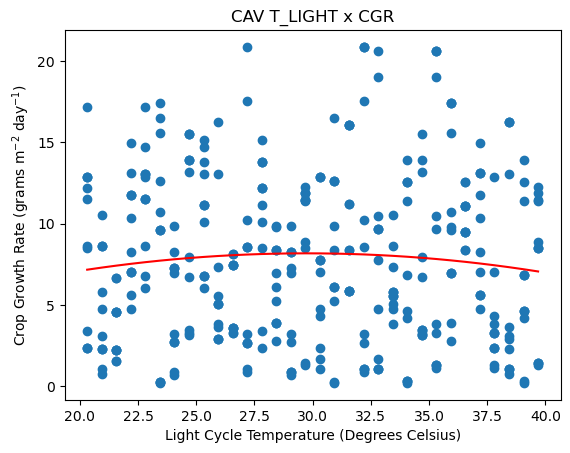 CAV T_LIGHT x CGR
20
15
10
5
0
Crop Growth Rate (grams m⁻² day⁻¹)
20.0 22.5 25.0 27.5 30.0 32.5 35.0 37.5 40.0
Light Cycle Temperature (Degrees Celsius)